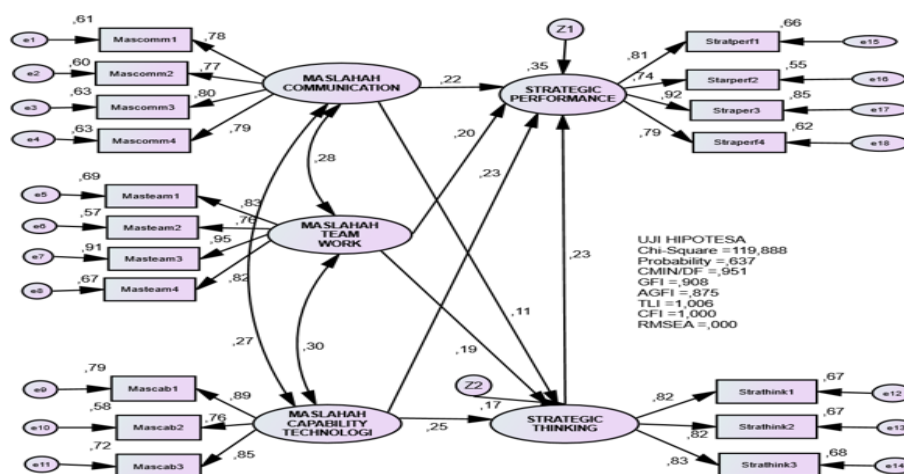 e1
,61
Mascomm1
,78
e2
,60
Mascomm2
,77
e3
,63
Mascomm3
,80
e4
,63
Mascomm4
,79
MASLAHAH
COMMUNICATION
,22
Z1
,35
STRATEGIC
PERFORMANCE
,81
Stratperf1
,66
e15
,74
Starperf2
,55
e16
,92
Straper3
,85
e17
,79
Straperf4
,62
e18
,28
,20
,23
e5
,69
Masteam1
,83
e6
,57
Masteam2
,76
e7
,91
Masteam3
,95
e8
,67
Masteam4
,82
MASLAHAH
TEAM
WORK
,23
UJI HIPOTESA
Chi-Square =119,888
Probability =,637
CMIN/DF =,951
GFI =,908
AGFI =,875
TLI =1,006
CFI =1,000
RMSEA =,000
,27
,30
,11
,19
e9
,79
Mascab1
,89
e10
,58
Mascab2
,76
e11
,72
Mascab3
,85
MASLAHAH
CAPABILITY
TECHNOLOGI
,25
Z2
,17
STRATEGIC
THINKING
,82
Strathink1
,67
e12
,82
Strathink2
,67
e13
,83
Strathink3
,68
e14